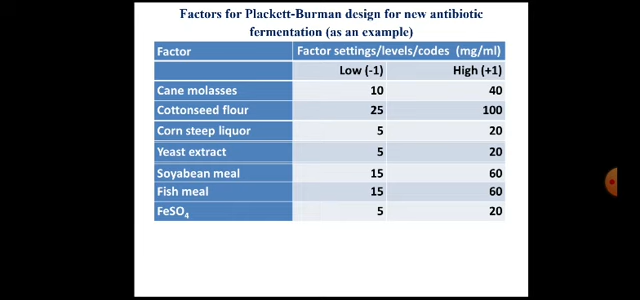 Factors for Plackett-Burman design for new antibiotic
fermentation (as an example)
Factor Factor settings/levels/codes (mg/ml)
Low (-1) High (+1)
Cane molasses 10 40
Cottonseed flour 25 100
Corn steep liquor 5 20
Yeast extract 5 20
Soyabean meal 15 60
Fish meal 15 60
FeSO4 5 20